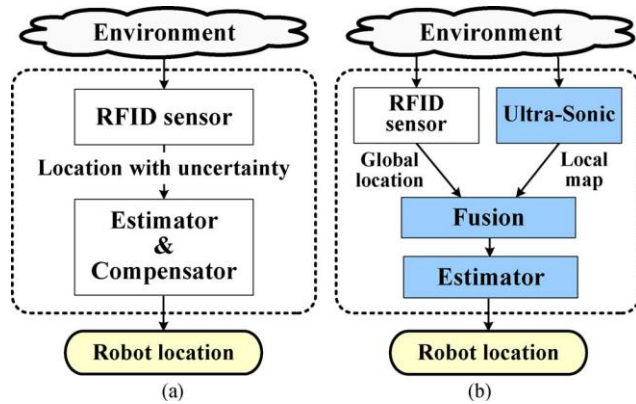 Environment
RFID sensor
Location with uncertainty
Estimator
&
Compensator
Robot location
(a)
Environment
RFID
sensor
Ultra-Sonic
Global
location
Local
map
Fusion
Estimator
Robot location
(b)